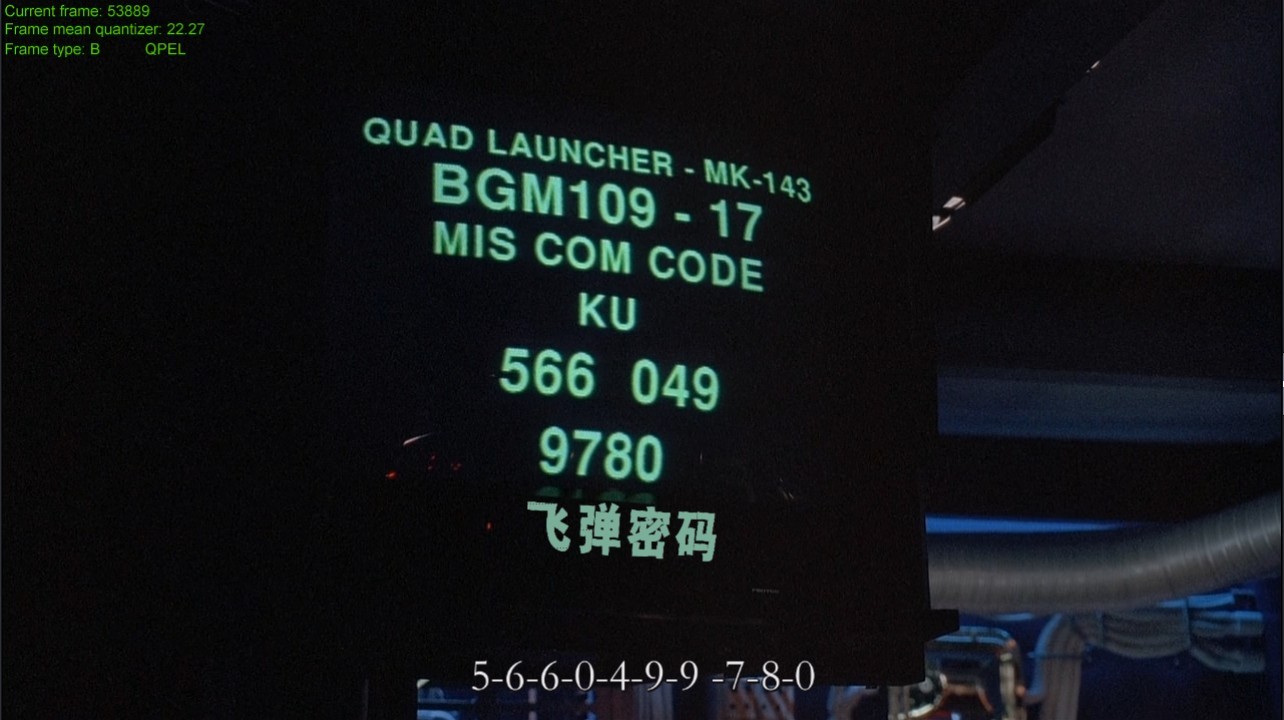 Current frame: 53889
Frame mean quantizer: 22.27
Frame type: B QPEL
QUAD LAUNCHER - MK-143
BGM109 - 17
MIS COM CODE
KU
566 049
9780
飞弹密码
5-6-6-0-4-9-9 -7-8-0